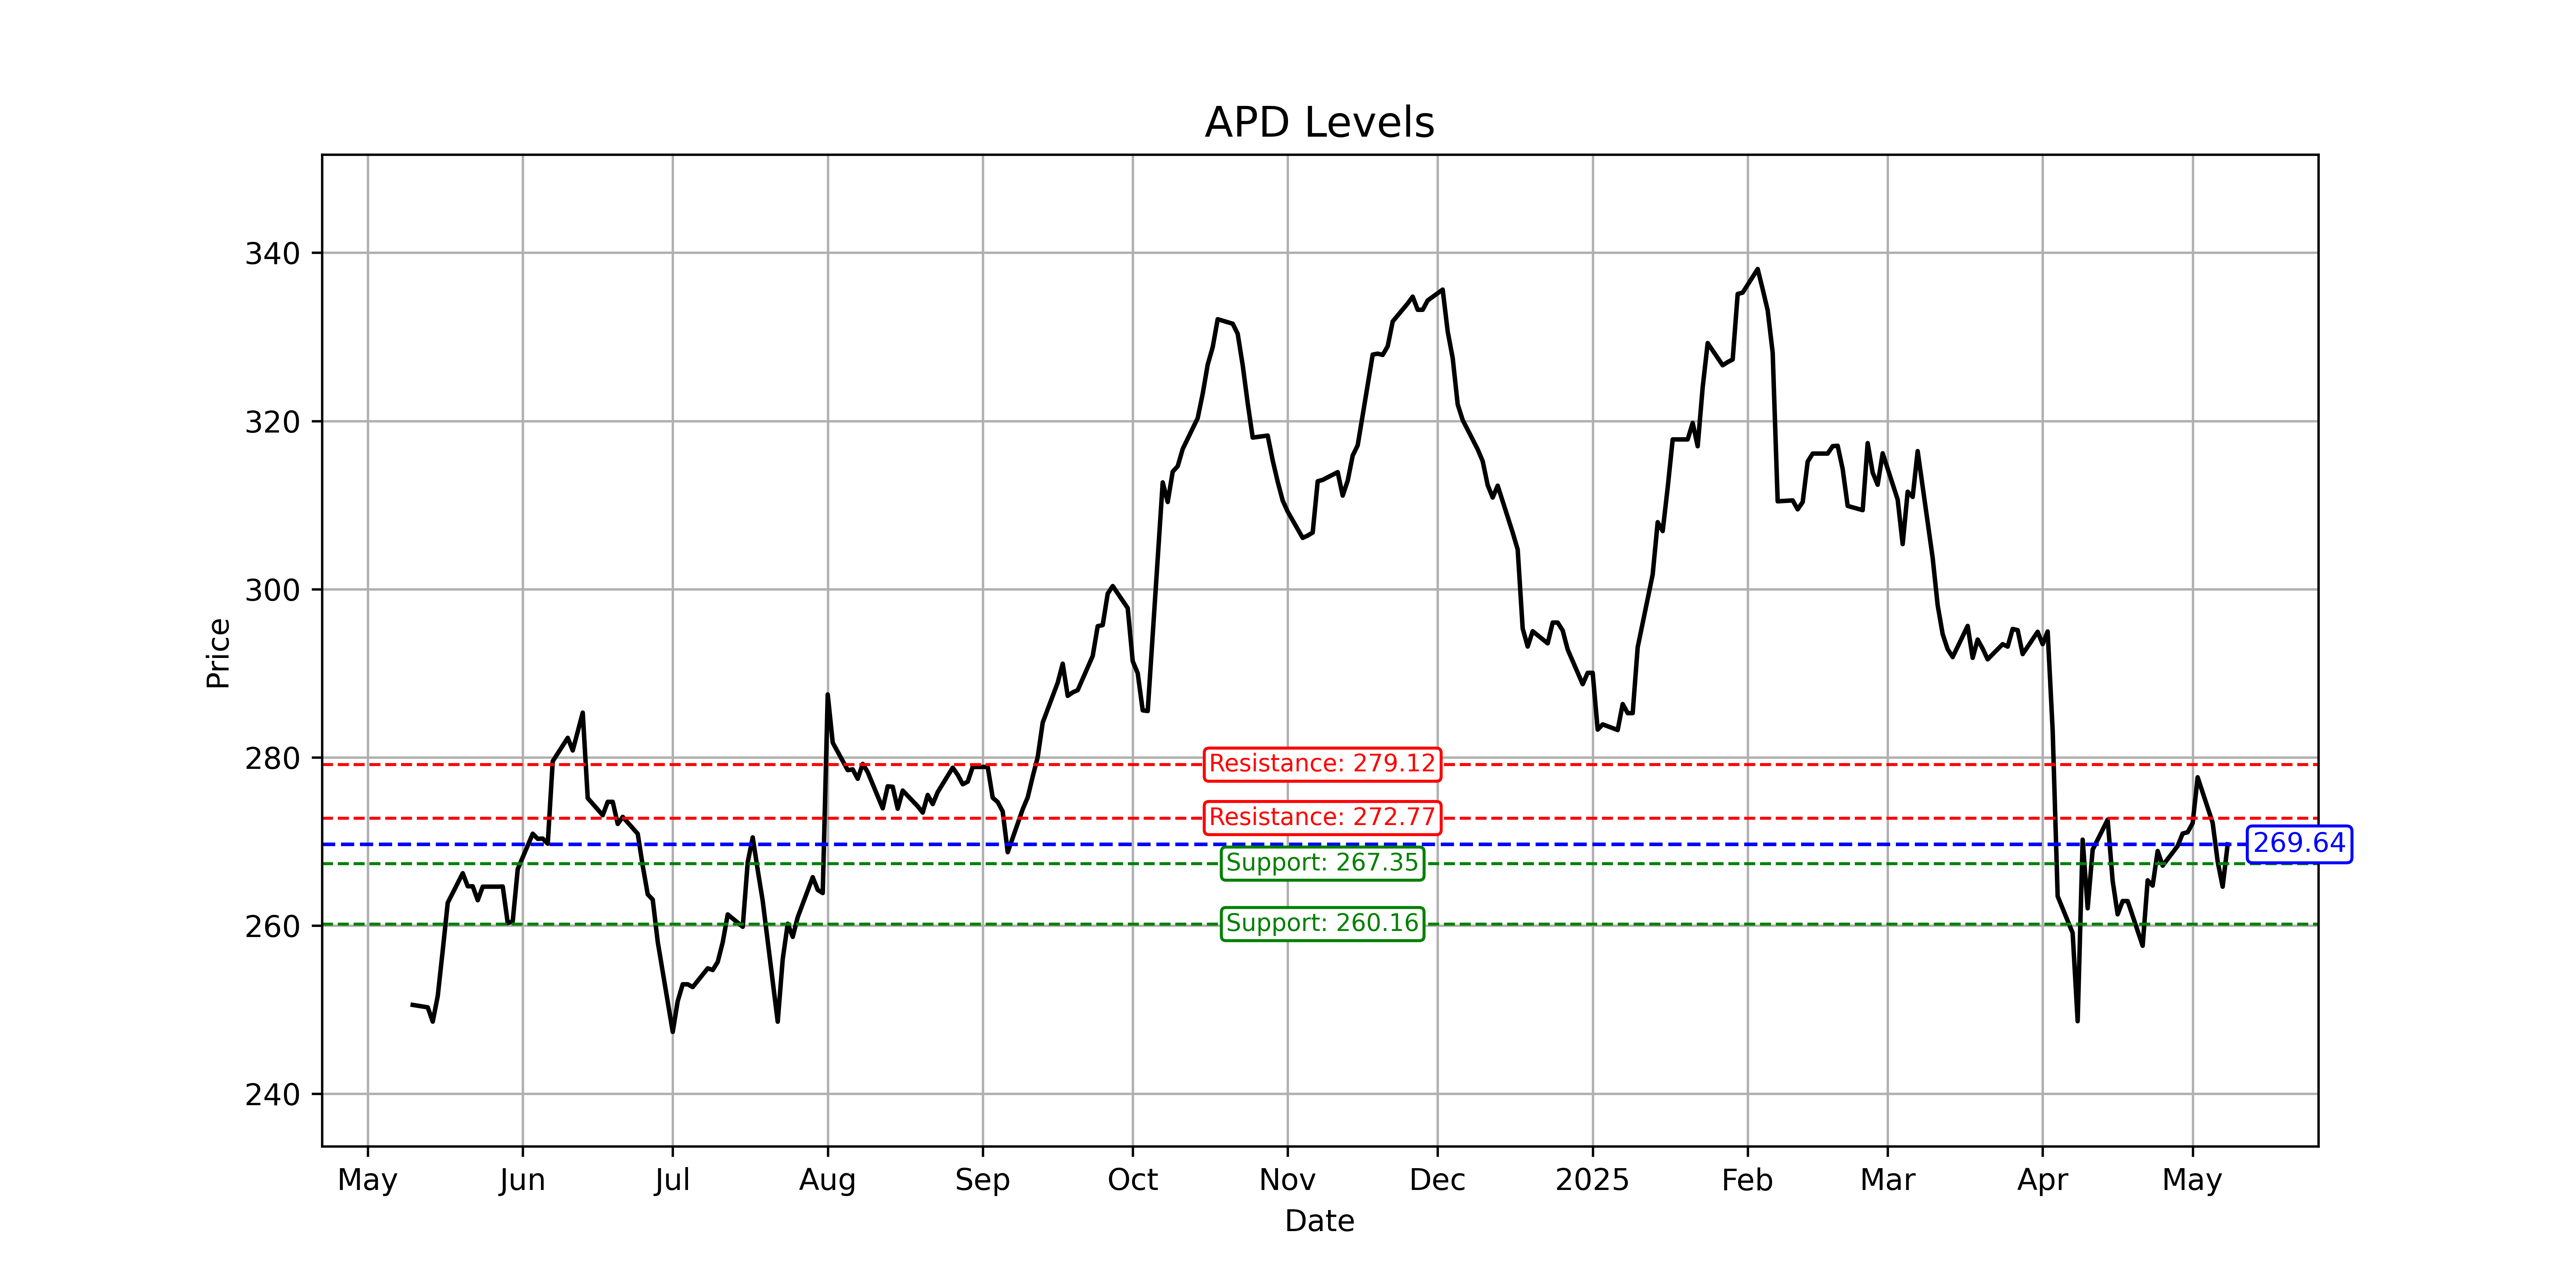 APD Levels
Price
340
320
300
280
260
240
Resistance: 279.12
Resistance: 272.77
269.64
Support: 267.35
Support: 260.16
May Jun Jul Aug Sep Oct Nov Dec 2025 Feb Mar Apr May
Date